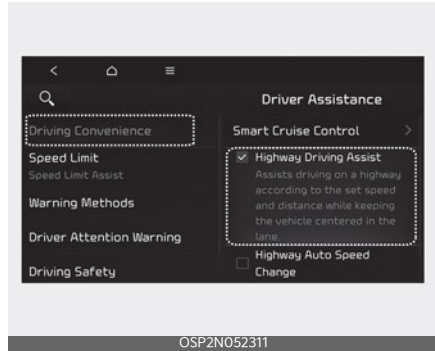 Driver Assistance
Driving Convenience
Smart Cruise Control
Speed Limit
Speed Limit Assist
Highway Driving Assist
Assists driving on a highway
according to the set speed
and distance while keeping
the vehicle centered in the
lane.
Warning Methods
Driver Attention Warning
Highway Auto Speed
Change
Driving Safety
OSP2N052311